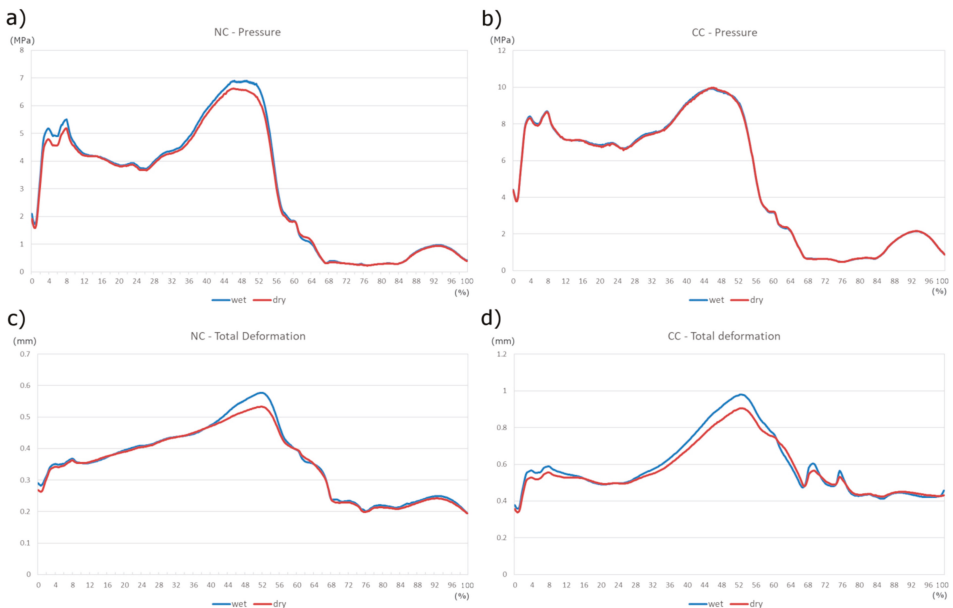 a)
NC - Pressure
(MPa)
8
7
6
5
4
3
2
1
0
0 4 8 12 16 20 24 28 32 36 40 44 48 52 56 60 64 68 72 76 80 84 88 92 96 100
(%)
wet dry
b)
CC - Pressure
(MPa)
12
10
8
6
4
2
0
0 4 8 12 16 20 24 28 32 36 40 44 48 52 56 60 64 68 72 76 80 84 88 92 96 100
(%)
wet dry
c)
NC - Total Deformation
(mm)
0.7
0.6
0.5
0.4
0.3
0.2
0.1
0
0 4 8 12 16 20 24 28 32 36 40 44 48 52 56 60 64 68 72 76 80 84 88 92 96 100
(%)
wet dry
d)
CC - Total deformation
(mm)
1.2
1
0.8
0.6
0.4
0.2
0
0 4 8 12 16 20 24 28 32 36 40 44 48 52 56 60 64 68 72 76 80 84 88 92 96 100
(%)
wet dry